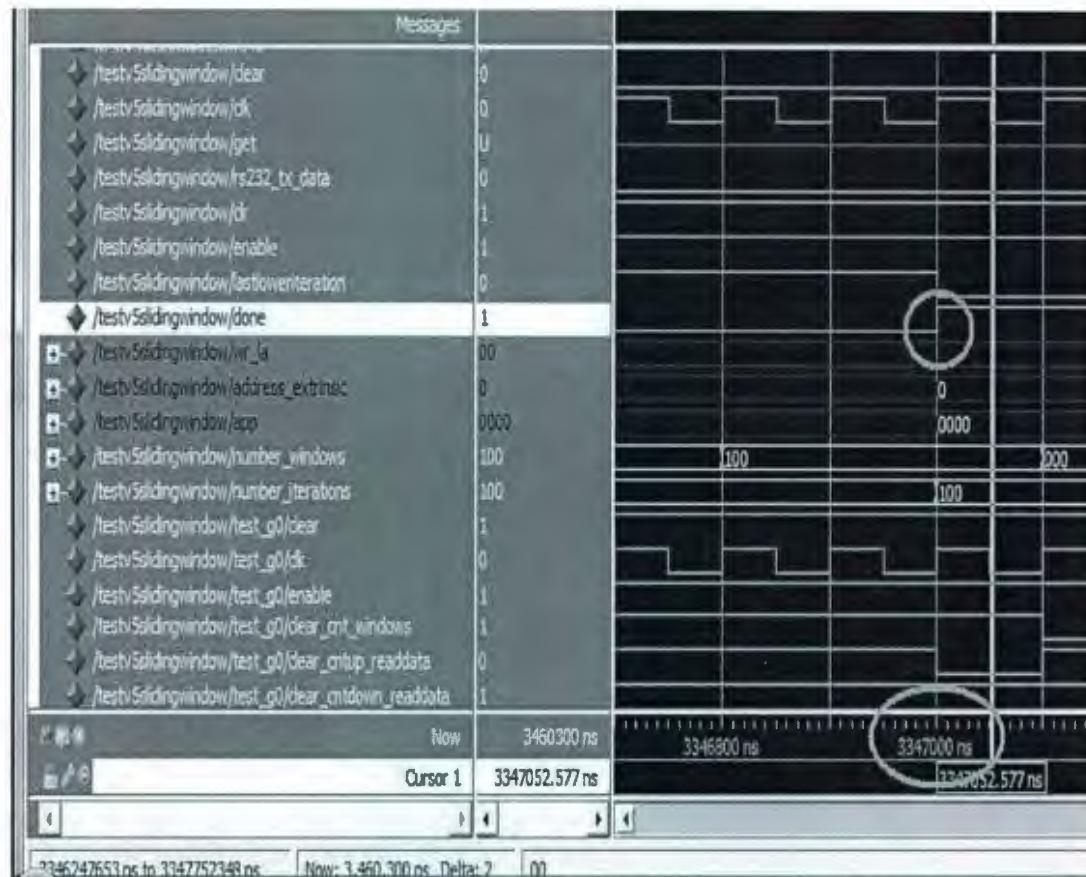 Messages
/testv5slidingwindow/clear 0
/testv5slidingwindow/clk 0
/testv5slidingwindow/get U
/testv5slidingwindow/rs232_tx_data 0
/testv5slidingwindow/dr 1
/testv5slidingwindow/enable 1
/testv5slidingwindow/lastloweriteration 0
/testv5slidingwindow/done 1
/testv5slidingwindow/wr_la 00
/testv5slidingwindow/address_extrinsic 0 0
/testv5slidingwindow/app 0000 0000
/testv5slidingwindow/number_windows 100 100 000
/testv5slidingwindow/number_iterations 100 100
/testv5slidingwindow/test_g0/clear 1
/testv5slidingwindow/test_g0/clk 0
/testv5slidingwindow/test_g0/enable 1
/testv5slidingwindow/test_g0/clear_cnt_windows 1
/testv5slidingwindow/test_g0/clear_cntup_readdata 0
/testv5slidingwindow/test_g0/clear_cntdown_readdata 1
Now 3460300 ns 3346800 ns 3347000 ns
Cursor 1 3347052.577 ns 3347052.577 ns
3346247653 ps to 3347752348 ps Now: 3,460,300 ns Delta: 2 00